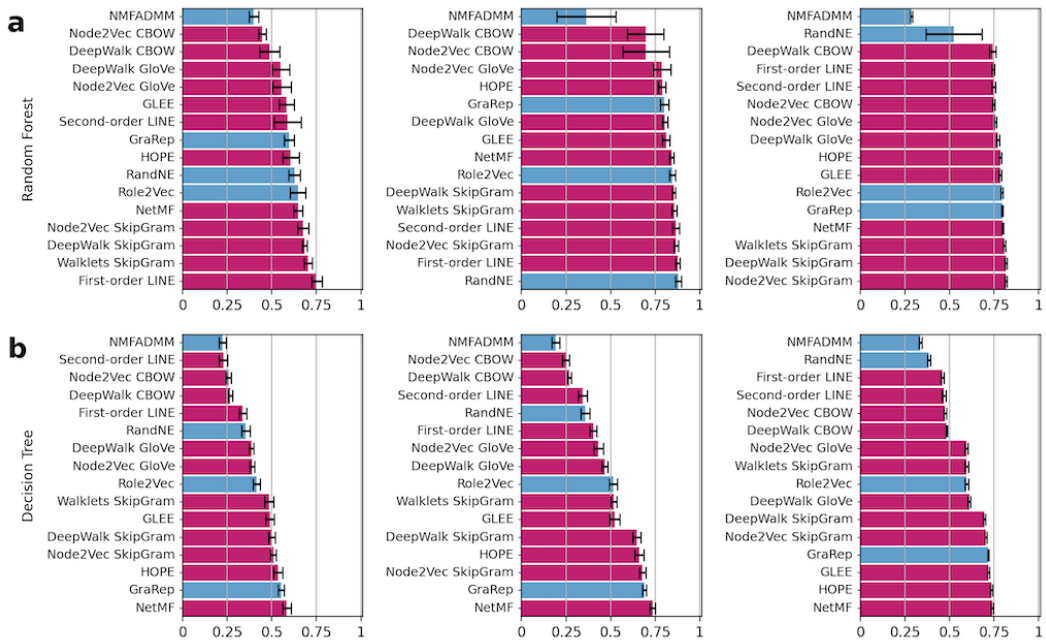 a
Random Forest
NMFADMM
Node2Vec CBOW
DeepWalk CBOW
DeepWalk GloVe
Node2Vec GloVe
GLEE
Second-order LINE
GraRep
HOPE
RandNE
Role2Vec
NetMF
Node2Vec SkipGram
DeepWalk SkipGram
Walklets SkipGram
First-order LINE
0 0.25 0.5 0.75 1
NMFADMM
DeepWalk CBOW
Node2Vec CBOW
Node2Vec GloVe
HOPE
GraRep
DeepWalk GloVe
GLEE
NetMF
Role2Vec
DeepWalk SkipGram
Walklets SkipGram
Second-order LINE
Node2Vec SkipGram
First-order LINE
RandNE
0 0.25 0.5 0.75 1
NMFADMM
RandNE
DeepWalk CBOW
First-order LINE
Second-order LINE
Node2Vec CBOW
Node2Vec GloVe
DeepWalk GloVe
HOPE
GLEE
Role2Vec
GraRep
NetMF
Walklets SkipGram
DeepWalk SkipGram
Node2Vec SkipGram
0 0.25 0.5 0.75 1
b
Decision Tree
NMFADMM
Second-order LINE
Node2Vec CBOW
DeepWalk CBOW
First-order LINE
RandNE
DeepWalk GloVe
Node2Vec GloVe
Role2Vec
Walklets SkipGram
GLEE
DeepWalk SkipGram
Node2Vec SkipGram
HOPE
GraRep
NetMF
0 0.25 0.5 0.75 1
NMFADMM
Node2Vec CBOW
DeepWalk CBOW
Second-order LINE
RandNE
First-order LINE
Node2Vec GloVe
DeepWalk GloVe
Role2Vec
Walklets SkipGram
GLEE
DeepWalk SkipGram
HOPE
Node2Vec SkipGram
GraRep
NetMF
0 0.25 0.5 0.75 1
NMFADMM
RandNE
First-order LINE
Second-order LINE
Node2Vec CBOW
DeepWalk CBOW
Node2Vec GloVe
Walklets SkipGram
Role2Vec
DeepWalk GloVe
DeepWalk SkipGram
Node2Vec SkipGram
GraRep
GLEE
HOPE
NetMF
0 0.25 0.5 0.75 1